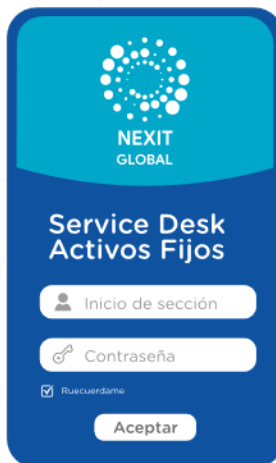 NEXIT
GLOBAL
Service Desk
Activos Fijos
Inicio de sección
Contraseña
Ruecuerdame
Aceptar